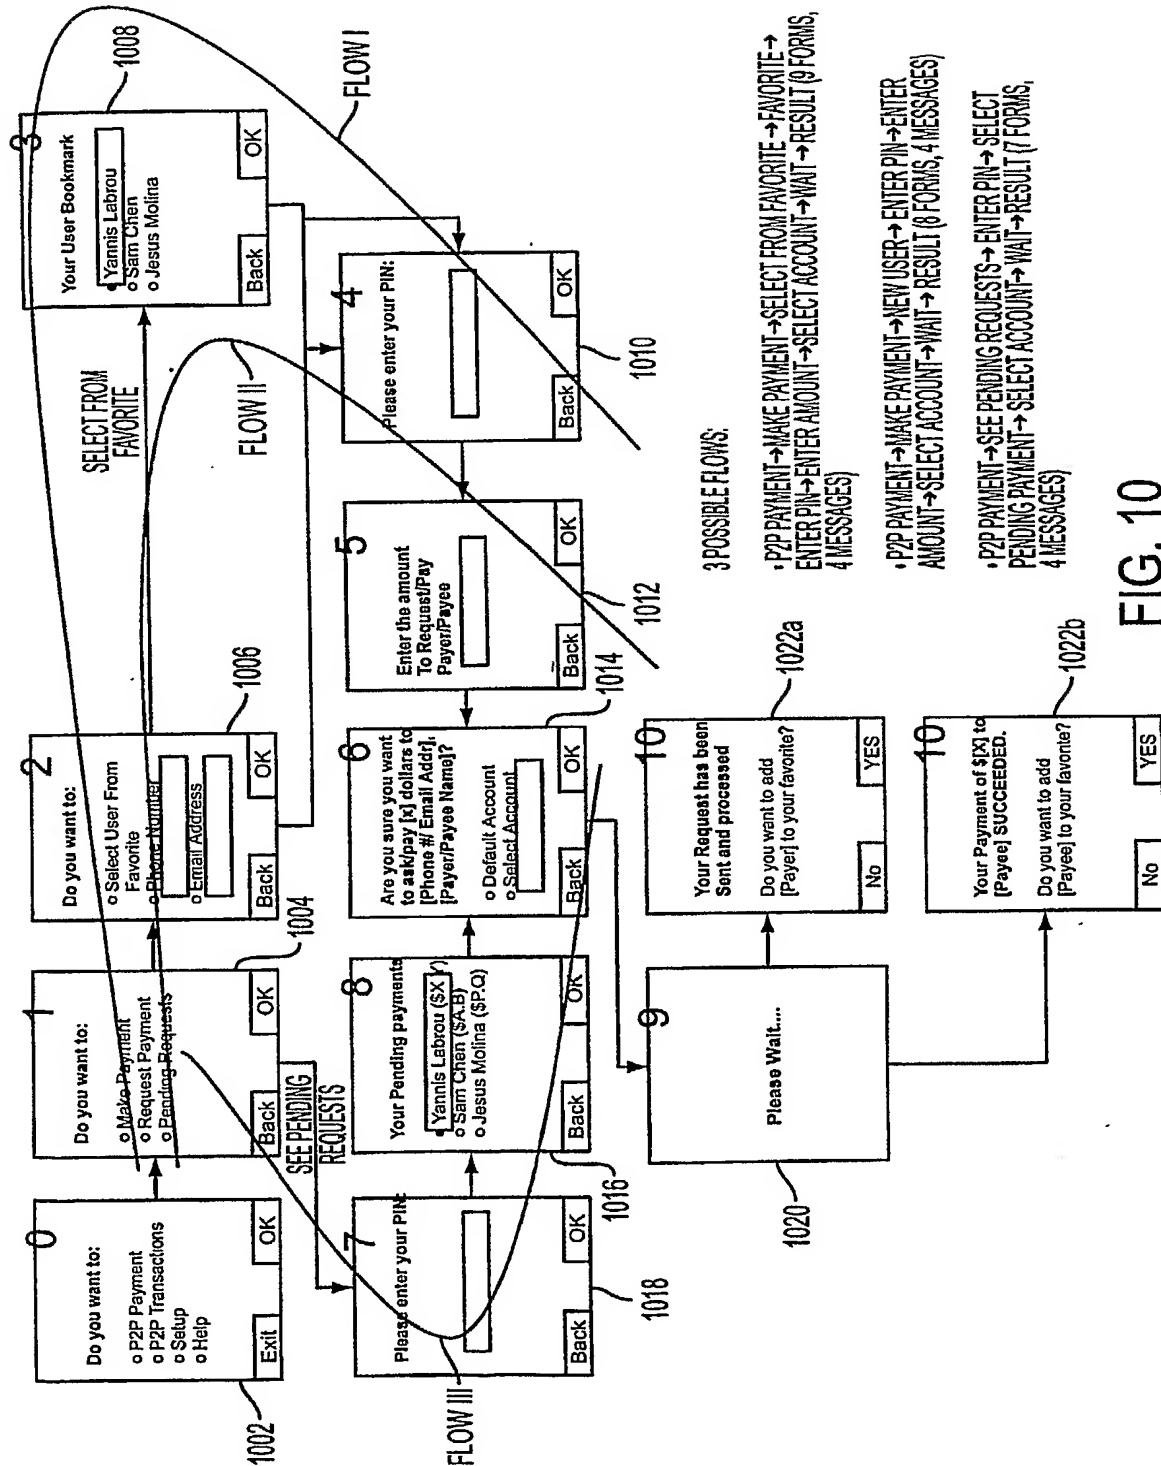 0
Do you want to:
o P2P Payment
o P2P Transactions
o Setup
o Help
Exit
OK
1002
1
Do you want to:
o Make Payment
o Request Payment
o Pending Requests
Back
OK
1004
2
Do you want to:
o Select User From
Favorite
o Phone Number
o Email Address
Back
OK
1006
SELECT FROM
FAVORITE
3
Your User Bookmark
Yannis Labrou
o Sam Chen
o Jesus Molina
Back
OK
1008
FLOW I
FLOW II
SEE PENDING
REQUESTS
FLOW III
7
Please enter your PIN:
Back
OK
1018
8
Your Pending payments
Yannis Labrou ($X.Y)
o Sam Chen ($A.B)
o Jesus Molina ($P.Q)
Back
OK
1016
6
Are you sure you want
to ask/pay [x] dollars to
[Phone #/ Email Addr],
[Payer/Payee Name]?
o Default Account
o Select Account
Back
OK
1014
5
Enter the amount
To Request/Pay
Payer/Payee
Back
OK
1012
4
Please enter your PIN:
Back
OK
1010
9
Please Wait....
1020
10
Your Request has been
Sent and processed
Do you want to add
[Payer] to your favorite?
No
YES
1022a
10
Your Payment of $[X] to
[Payee] SUCCEEDED.
Do you want to add
[Payee] to your favorite?
No
YES
1022b
3 POSSIBLE FLOWS:
• P2P PAYMENT→MAKE PAYMENT→SELECT FROM FAVORITE→FAVORITE→
ENTER PIN→ENTER AMOUNT→SELECT ACCOUNT→WAIT→RESULT (9 FORMS,
4 MESSAGES)
• P2P PAYMENT→MAKE PAYMENT→NEW USER→ENTER PIN→ENTER
AMOUNT→SELECT ACCOUNT→WAIT→RESULT (8 FORMS, 4 MESSAGES)
• P2P PAYMENT→SEE PENDING REQUESTS→ENTER PIN→SELECT
PENDING PAYMENT→SELECT ACCOUNT→WAIT→RESULT (7 FORMS,
4 MESSAGES)
FIG. 10